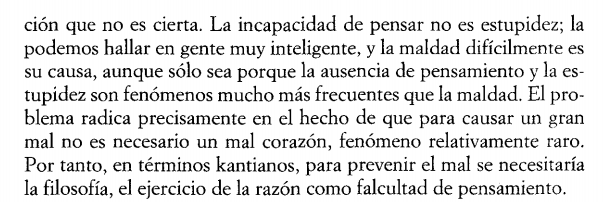 ción que no es cierta. La incapacidad de pensar no es estupidez; la
podemos hallar en gente muy inteligente, y la maldad difícilmente es
su causa, aunque sólo sea porque la ausencia de pensamiento y la es-
tupidez son fenómenos mucho más frecuentes que la maldad. El pro-
blema radica precisamente en el hecho de que para causar un gran
mal no es necesario un mal corazón, fenómeno relativamente raro.
Por tanto, en términos kantianos, para prevenir el mal se necesitaría
la filosofía, el ejercicio de la razón como falcultad de pensamiento.